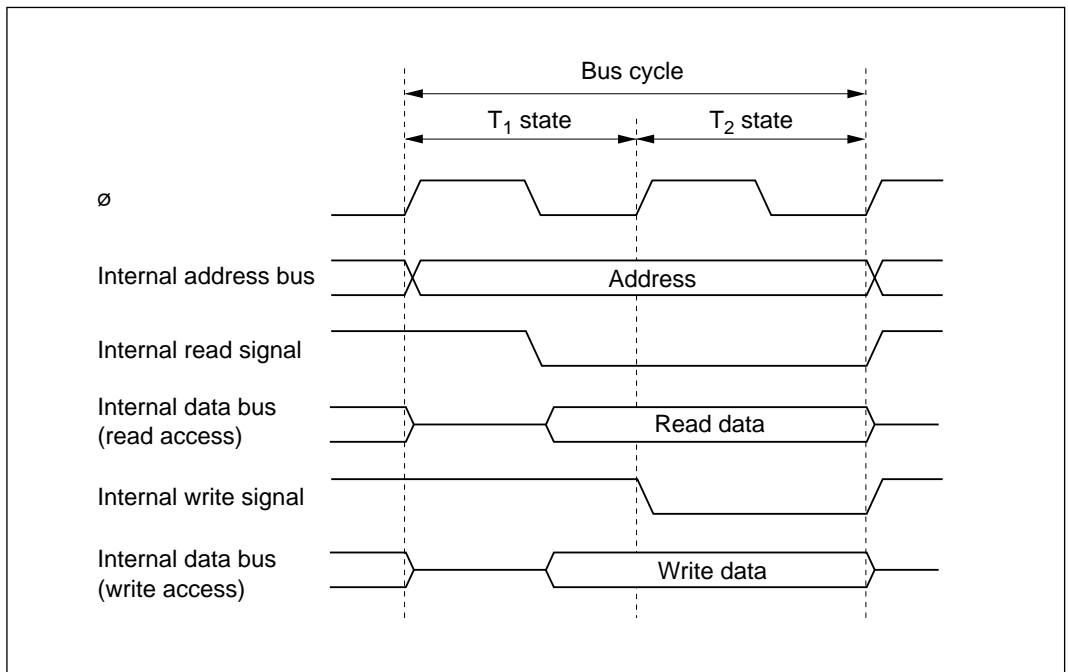 Bus cycle
T₁ state
T₂ state
ø
Internal address bus
Address
Internal read signal
Internal data bus
(read access)
Read data
Internal write signal
Internal data bus
(write access)
Write data